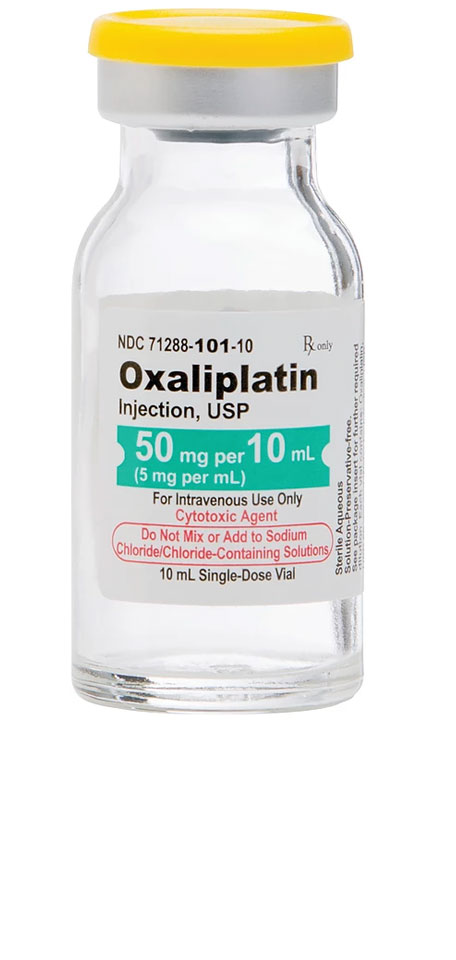 NDC 71288-101-10
Rx only
Oxaliplatin
Injection, USP
50 mg per 10 mL
(5 mg per mL)
For Intravenous Use Only
Cytotoxic Agent
Do Not Mix or Add to Sodium
Chloride/Chloride-Containing Solutions
10 mL Single-Dose Vial
Sterile Aqueous
Solution-Preservative-free.
See package insert for further required